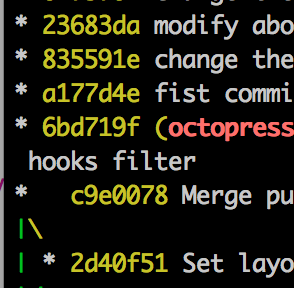 * 23683da modify abo
* 835591e change the
* a177d4e fist commi
* 6bd719f (octopress
hooks filter
* c9e0078 Merge pu
|\
| * 2d40f51 Set layo